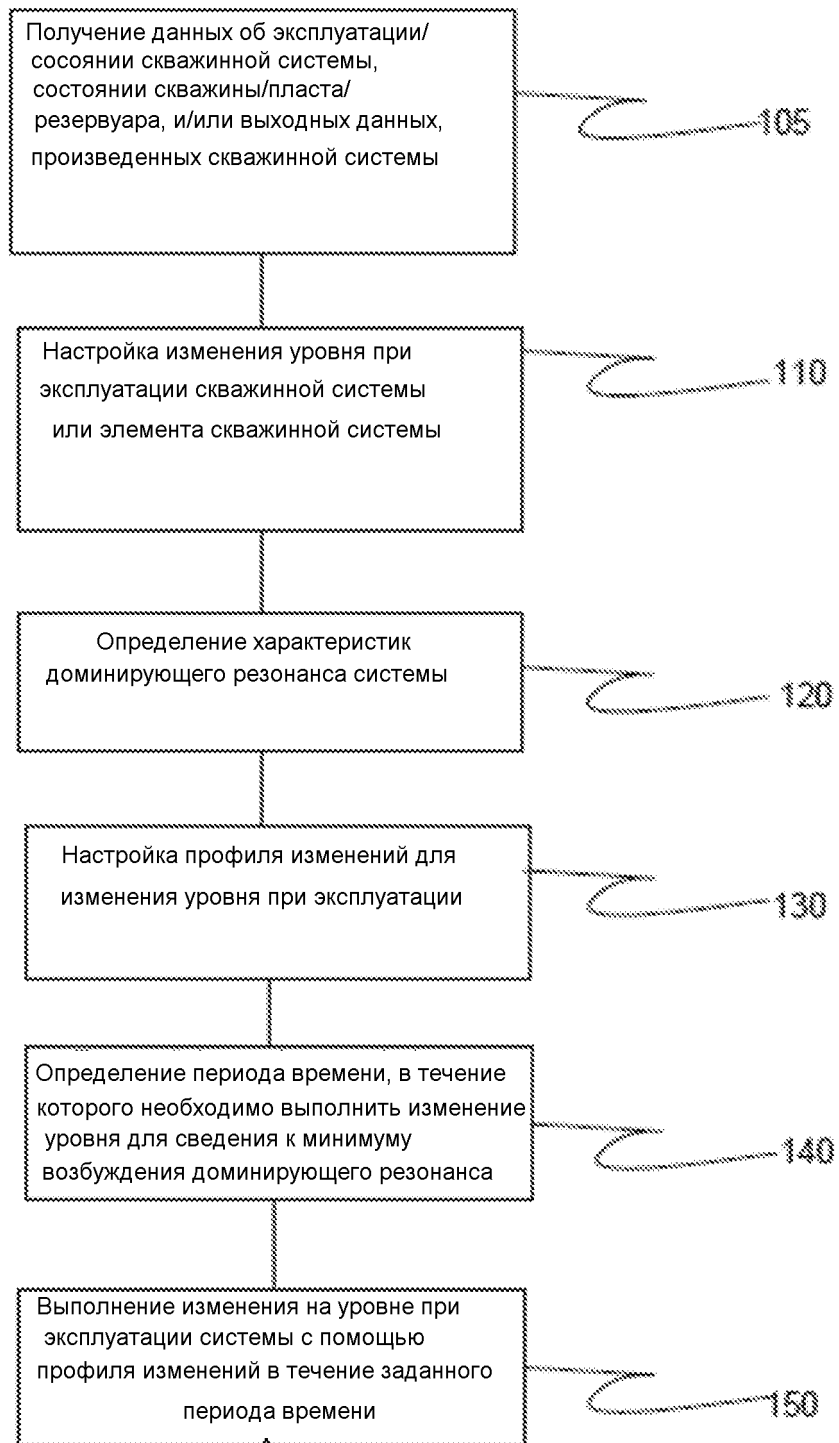 Получение данных об эксплуатации/
сосоянии скважинной системы,
состоянии скважины/пласта/
резервуара, и/или выходных данных,
произведенных скважинной системы
105
Настройка изменения уровня при
эксплуатации скважинной системы
или элемента скважинной системы
110
Определение характеристик
доминирующего резонанса системы
120
Настройка профиля изменений для
изменения уровня при эксплуатации
130
Определение периода времени, в течение
которого необходимо выполнить изменение
уровня для сведения к минимуму
возбуждения доминирующего резонанса
140
Выполнение изменения на уровне при
эксплуатации системы с помощью
профиля изменений в течение заданного
периода времени
150